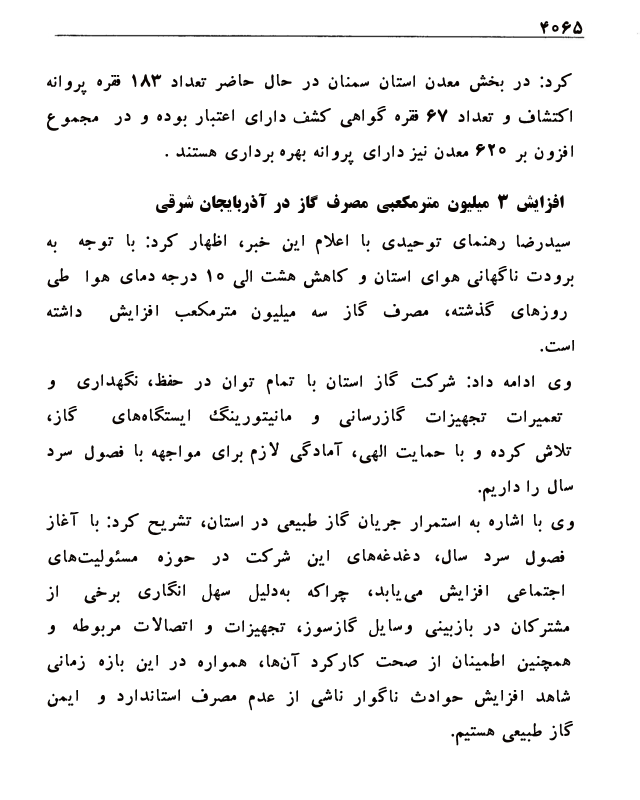 ۴۰۶۵
کرد: در بخش معدن استان سمنان در حال حاضر تعداد ۱۸۳ فقره پروانه
اکتشاف و تعداد ۶۷ فقره گواهی کشف دارای اعتبار بوده و در مجموع
افزون بر ۶۲۰ معدن نیز دارای پروانه بهره برداری هستند .
افزایش ۳ میلیون مترمکعبی مصرف گاز در آذربایجان شرقی
سیدرضا رهنمای توحیدی با اعلام این خبر، اظهار کرد: با توجه به
برودت ناگهانی هوای استان و کاهش هشت الی ۱۰ درجه دمای هوا طی
روزهای گذشته، مصرف گاز سه میلیون مترمکعب افزایش داشته
است.
وی ادامه داد: شرکت گاز استان با تمام توان در حفظ، نگهداری و
تعمیرات تجهیزات گازرسانی و مانیتورینگ ایستگاه‌های گاز،
تلاش کرده و با حمایت الهی، آمادگی لازم برای مواجهه با فصول سرد
سال را داریم.
وی با اشاره به استمرار جریان گاز طبیعی در استان، تشریح کرد: با آغاز
فصول سرد سال، دغدغه‌های این شرکت در حوزه مسئولیت‌های
اجتماعی افزایش می‌یابد، چراکه به‌دلیل سهل انگاری برخی از
مشترکان در بازبینی وسایل گازسوز، تجهیزات و اتصالات مربوطه و
همچنین اطمینان از صحت کارکرد آن‌ها، همواره در این بازه زمانی
شاهد افزایش حوادث ناگوار ناشی از عدم مصرف استاندارد و ایمن
گاز طبیعی هستیم.